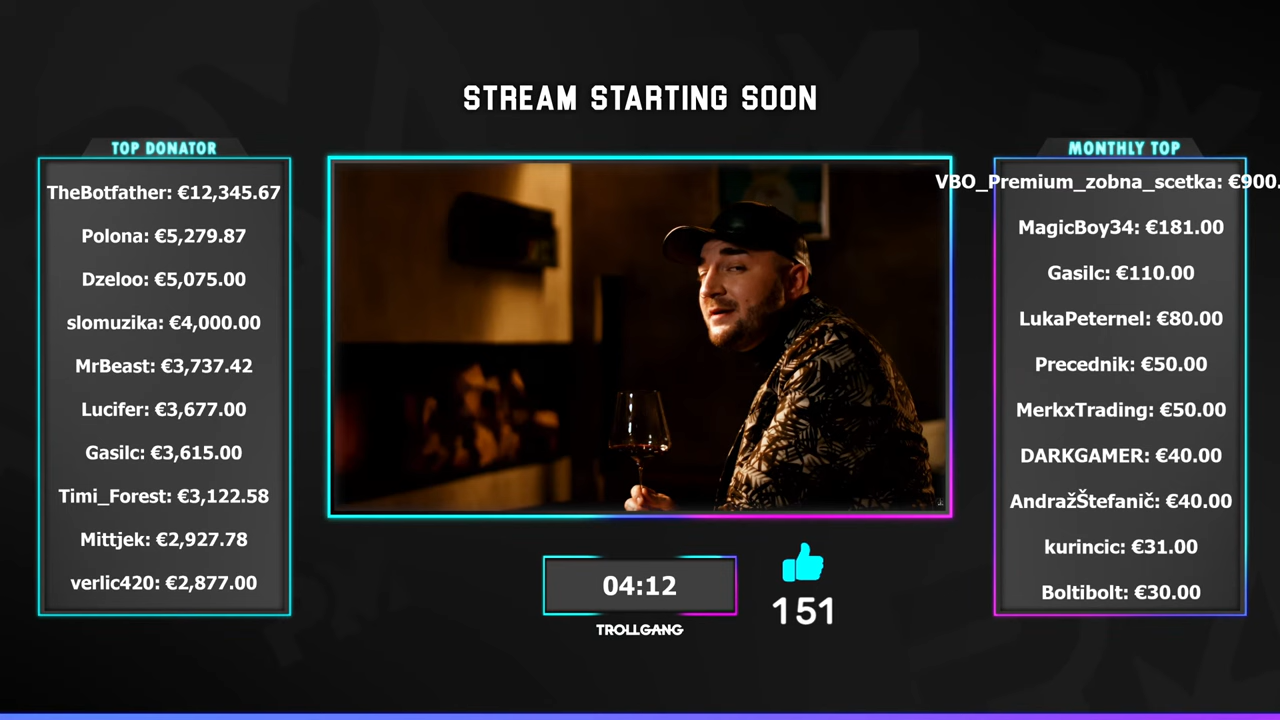 STREAM STARTING SOON
TOP DONATOR
TheBotfather: €12,345.67
Polona: €5,279.87
Dzeloo: €5,075.00
slomuzika: €4,000.00
MrBeast: €3,737.42
Lucifer: €3,677.00
Gasilc: €3,615.00
Timi_Forest: €3,122.58
Mittjek: €2,927.78
verlic420: €2,877.00
MONTHLY TOP
VBO_Premium_zobna_scetka: €900.
MagicBoy34: €181.00
Gasilc: €110.00
LukaPeternel: €80.00
Precednik: €50.00
MerkxTrading: €50.00
DARKGAMER: €40.00
AndražŠtefanič: €40.00
kurincic: €31.00
Boltibolt: €30.00
04:12
TROLLGANG
151